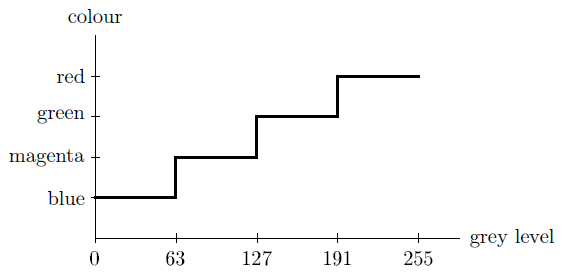 colour
red
green
magenta
blue
grey level
0 63 127 191 255